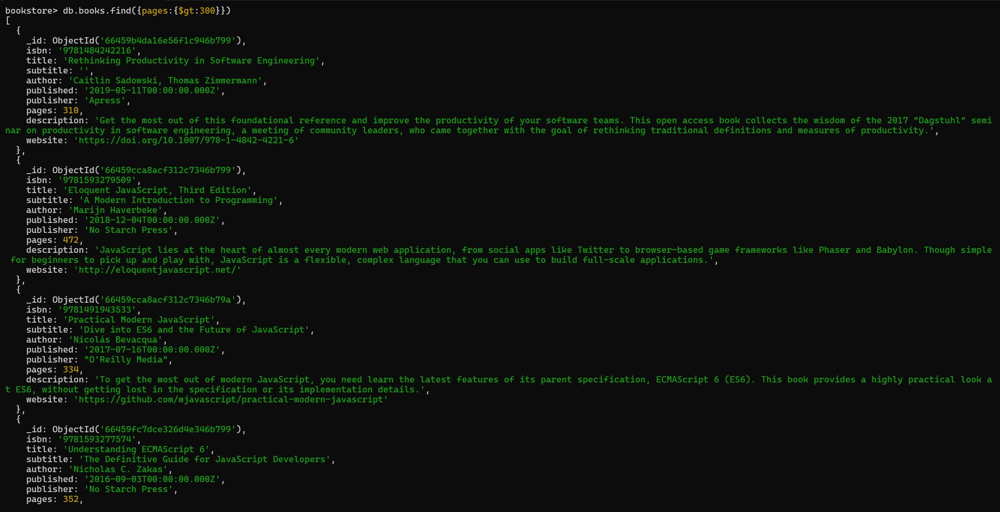 bookstore> db.books.find({pages:{$gt:300}})
[
  {
    _id: ObjectId('66459b4da16e56f1c946b799'),
    isbn: '9781484242216',
    title: 'Rethinking Productivity in Software Engineering',
    subtitle: '',
    author: 'Caitlin Sadowski, Thomas Zimmermann',
    published: '2019-05-11T00:00:00.000Z',
    publisher: 'Apress',
    pages: 310,
    description: 'Get the most out of this foundational reference and improve the productivity of your software teams. This open access book collects the wisdom of the 2017 "Dagstuhl" semi
nar on productivity in software engineering, a meeting of community leaders, who came together with the goal of rethinking traditional definitions and measures of productivity.',
    website: 'https://doi.org/10.1007/978-1-4842-4221-6'
  },
  {
    _id: ObjectId('66459cca8acf312c7346b799'),
    isbn: '9781593279509',
    title: 'Eloquent JavaScript, Third Edition',
    subtitle: 'A Modern Introduction to Programming',
    author: 'Marijn Haverbeke',
    published: '2018-12-04T00:00:00.000Z',
    publisher: 'No Starch Press',
    pages: 472,
    description: 'JavaScript lies at the heart of almost every modern web application, from social apps like Twitter to browser-based game frameworks like Phaser and Babylon. Though simple
 for beginners to pick up and play with, JavaScript is a flexible, complex language that you can use to build full-scale applications.',
    website: 'http://eloquentjavascript.net/'
  },
  {
    _id: ObjectId('66459cca8acf312c7346b79a'),
    isbn: '9781491943533',
    title: 'Practical Modern JavaScript',
    subtitle: 'Dive into ES6 and the Future of JavaScript',
    author: 'Nicolás Bevacqua',
    published: '2017-07-16T00:00:00.000Z',
    publisher: "O'Reilly Media",
    pages: 334,
    description: 'To get the most out of modern JavaScript, you need learn the latest features of its parent specification, ECMAScript 6 (ES6). This book provides a highly practical look a
t ES6, without getting lost in the specification or its implementation details.',
    website: 'https://github.com/mjavascript/practical-modern-javascript'
  },
  {
    _id: ObjectId('66459fc7dce326d4e346b799'),
    isbn: '9781593277574',
    title: 'Understanding ECMAScript 6',
    subtitle: 'The Definitive Guide for JavaScript Developers',
    author: 'Nicholas C. Zakas',
    published: '2016-09-03T00:00:00.000Z',
    publisher: 'No Starch Press',
    pages: 352,